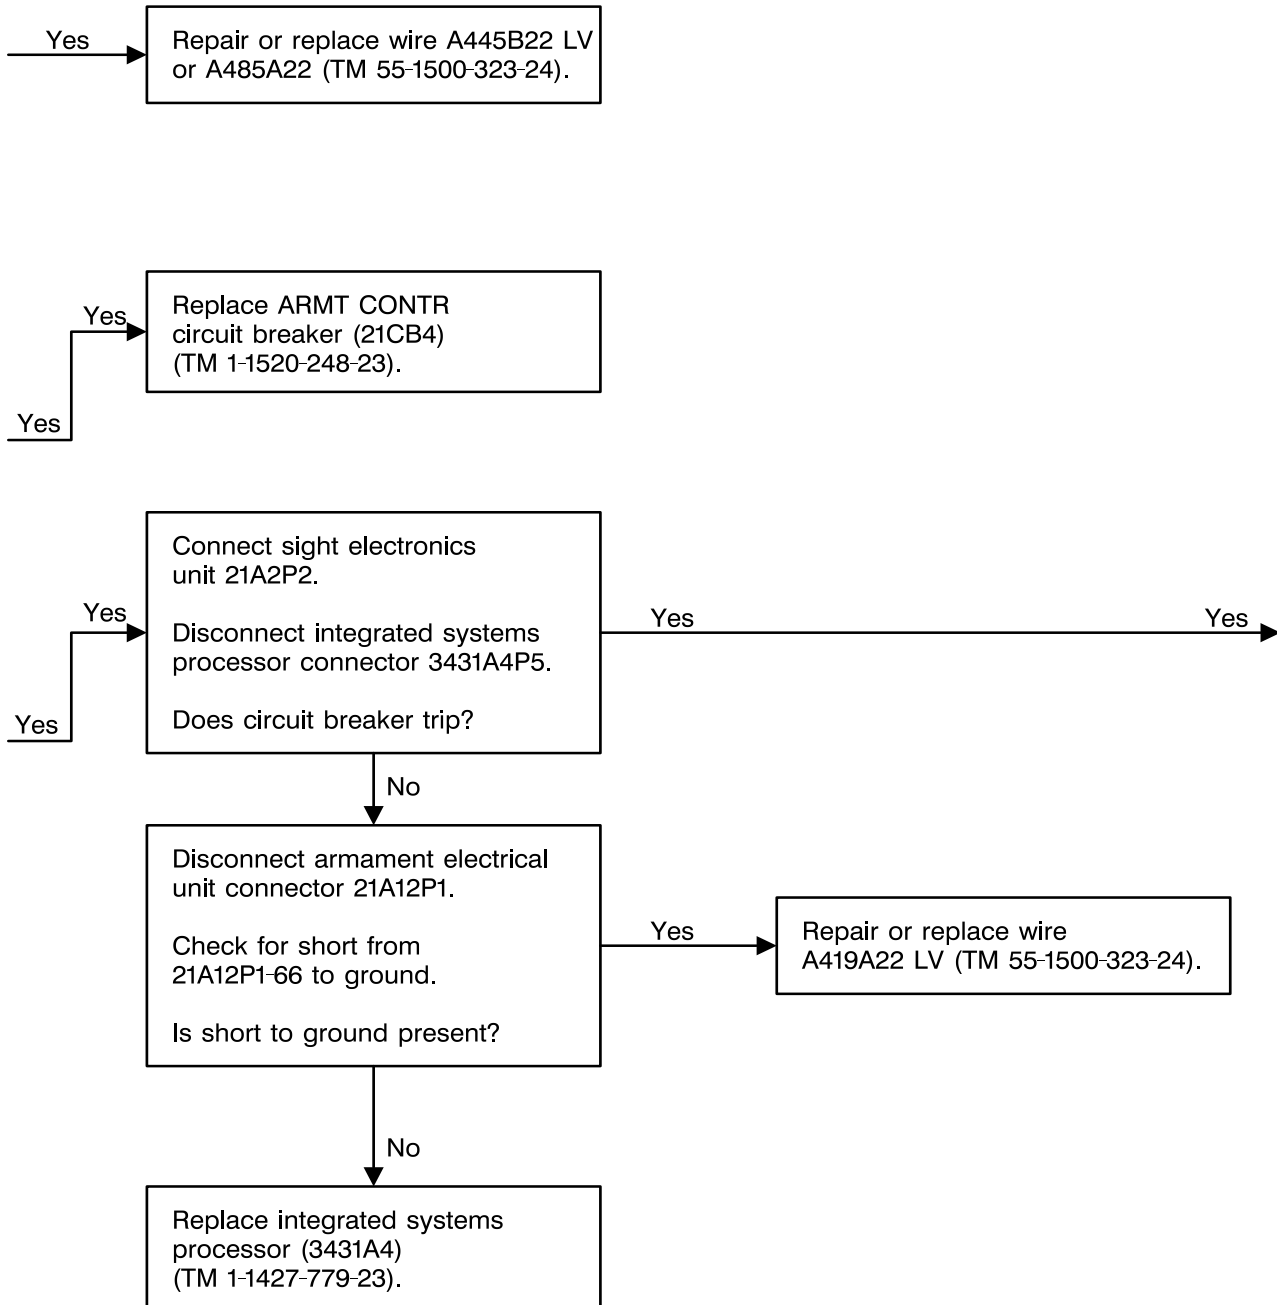 Yes
Repair or replace wire A445B22 LV
or A485A22 (TM 55-1500-323-24).
Yes
Replace ARMT CONTR
circuit breaker (21CB4)
(TM 1-1520-248-23).
Yes
Connect sight electronics
unit 21A2P2.
Yes
Disconnect integrated systems
processor connector 3431A4P5.
Does circuit breaker trip?
Yes
Yes
Yes
No
Disconnect armament electrical
unit connector 21A12P1.
Check for short from
21A12P1-66 to ground.
Is short to ground present?
Yes
Repair or replace wire
A419A22 LV (TM 55-1500-323-24).
No
Replace integrated systems
processor (3431A4)
(TM 1-1427-779-23).